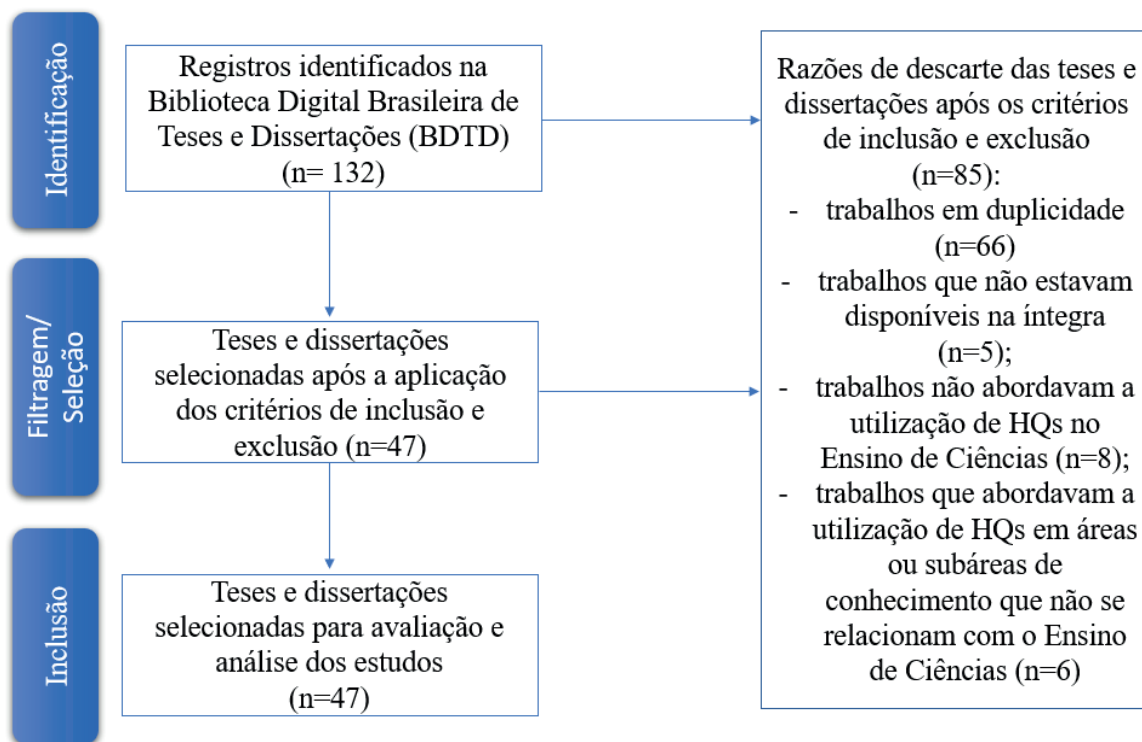 Identificação
Registros identificados na
Biblioteca Digital Brasileira de
Teses e Dissertações (BDTD)
(n= 132)
Filtragem/
Seleção
Teses e dissertações
selecionadas após a aplicação
dos critérios de inclusão e
exclusão (n=47)
Inclusão
Teses e dissertações
selecionadas para avaliação e
análise dos estudos
(n=47)
Razões de descarte das teses e
dissertações após os critérios
de inclusão e exclusão
(n=85):
- trabalhos em duplicidade
(n=66)
- trabalhos que não estavam
disponíveis na íntegra
(n=5);
- trabalhos não abordavam a
utilização de HQs no
Ensino de Ciências (n=8);
- trabalhos que abordavam a
utilização de HQs em áreas
ou subáreas de
conhecimento que não se
relacionam com o Ensino
de Ciências (n=6)